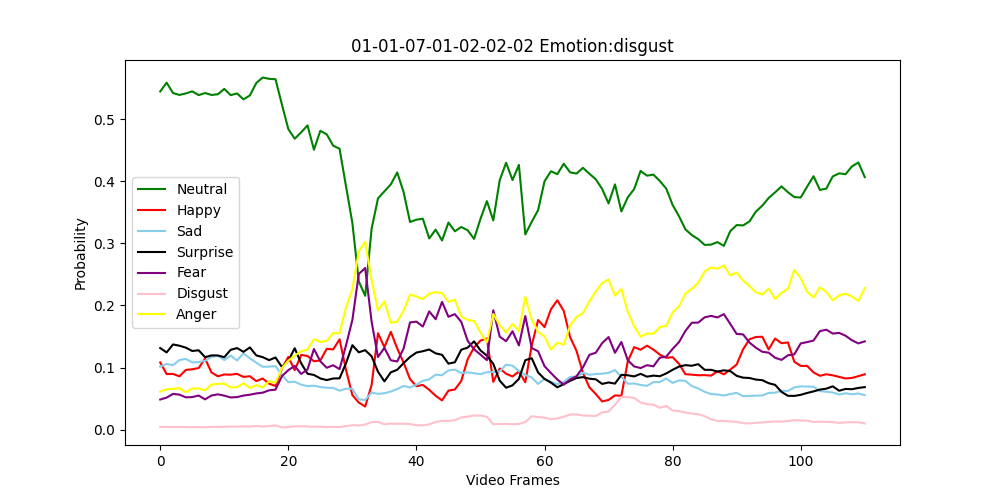 01-01-07-01-02-02-02 Emotion:disgust
Probability
0.5
0.4
0.3
0.2
0.1
0.0
Neutral
Happy
Sad
Surprise
Fear
Disgust
Anger
0 20 40 60 80 100
Video Frames